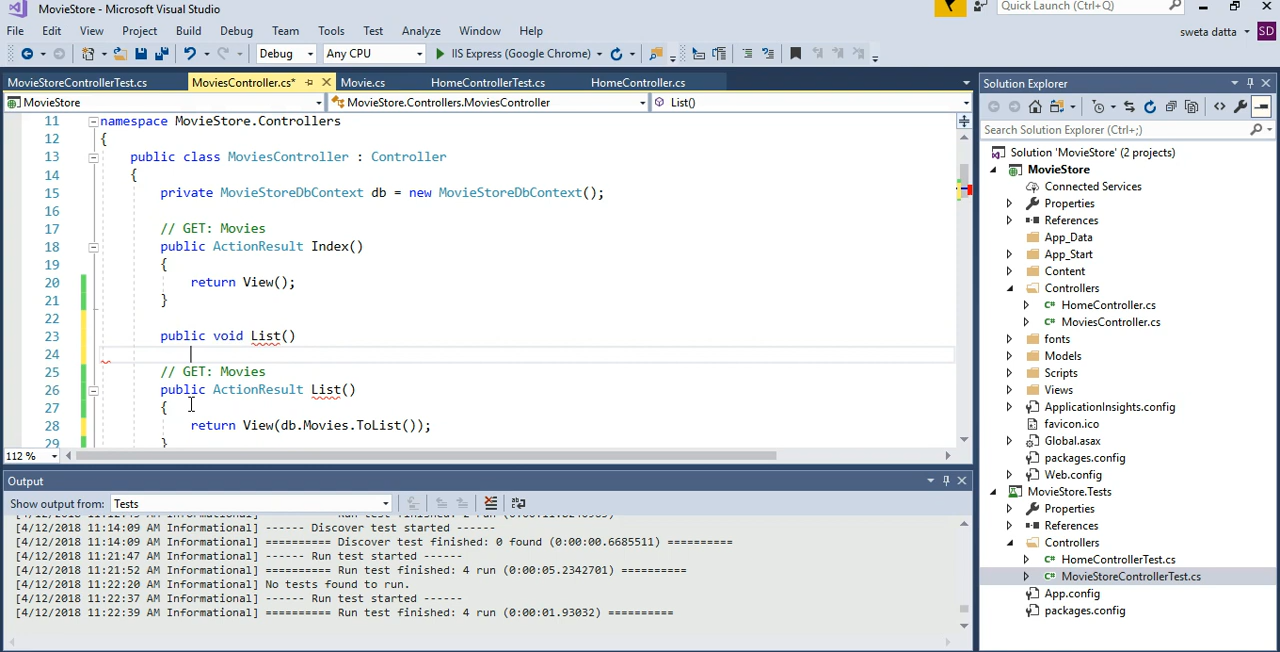 MovieStore - Microsoft Visual Studio
Quick Launch (Ctrl+Q)
File Edit View Project Build Debug Team Tools Test Analyze Window Help
sweta datta SD
Debug Any CPU IIS Express (Google Chrome)
MovieStoreControllerTest.cs MoviesController.cs* Movie.cs HomeControllerTest.cs HomeController.cs
MovieStore MovieStore.Controllers.MoviesController List()
11 namespace MovieStore.Controllers
12 {
13 public class MoviesController : Controller
14 {
15 private MovieStoreDbContext db = new MovieStoreDbContext();
16
17 // GET: Movies
18 public ActionResult Index()
19 {
20 return View();
21 }
22
23 public void List()
24
25 // GET: Movies
26 public ActionResult List()
27 {
28 return View(db.Movies.ToList());
29 }
112 %
Output
Show output from: Tests
[4/12/2018 11:14:09 AM Informational] ------ Discover test started ------
[4/12/2018 11:14:09 AM Informational] ========== Discover test finished: 0 found (0:00:00.6685511) ==========
[4/12/2018 11:21:47 AM Informational] ------ Run test started ------
[4/12/2018 11:21:52 AM Informational] ========== Run test finished: 4 run (0:00:05.2342701) ==========
[4/12/2018 11:22:20 AM Informational] No tests found to run.
[4/12/2018 11:22:37 AM Informational] ------ Run test started ------
[4/12/2018 11:22:39 AM Informational] ========== Run test finished: 4 run (0:00:01.93032) ==========
Solution Explorer
Search Solution Explorer (Ctrl+;)
Solution 'MovieStore' (2 projects)
MovieStore
Connected Services
Properties
References
App_Data
App_Start
Content
Controllers
C# HomeController.cs
C# MoviesController.cs
fonts
Models
Scripts
Views
ApplicationInsights.config
favicon.ico
Global.asax
packages.config
Web.config
MovieStore.Tests
Properties
References
Controllers
C# HomeControllerTest.cs
C# MovieStoreControllerTest.cs
App.config
packages.config